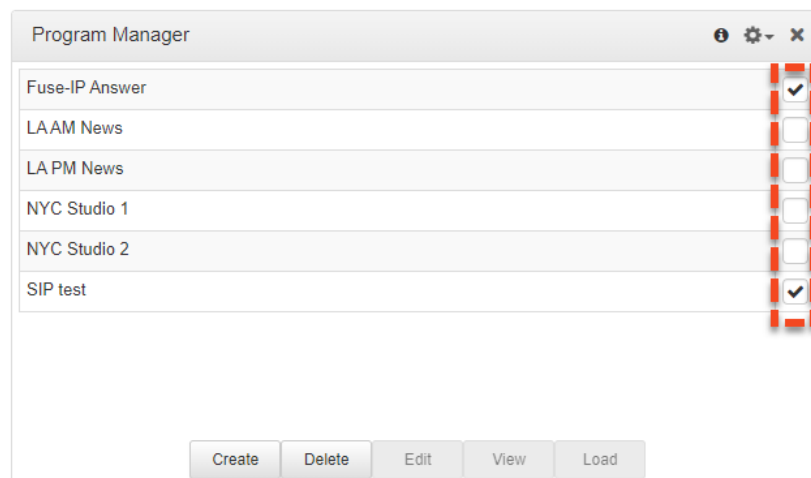 Program Manager
Fuse-IP Answer
LA AM News
LA PM News
NYC Studio 1
NYC Studio 2
SIP test
Create Delete Edit View Load